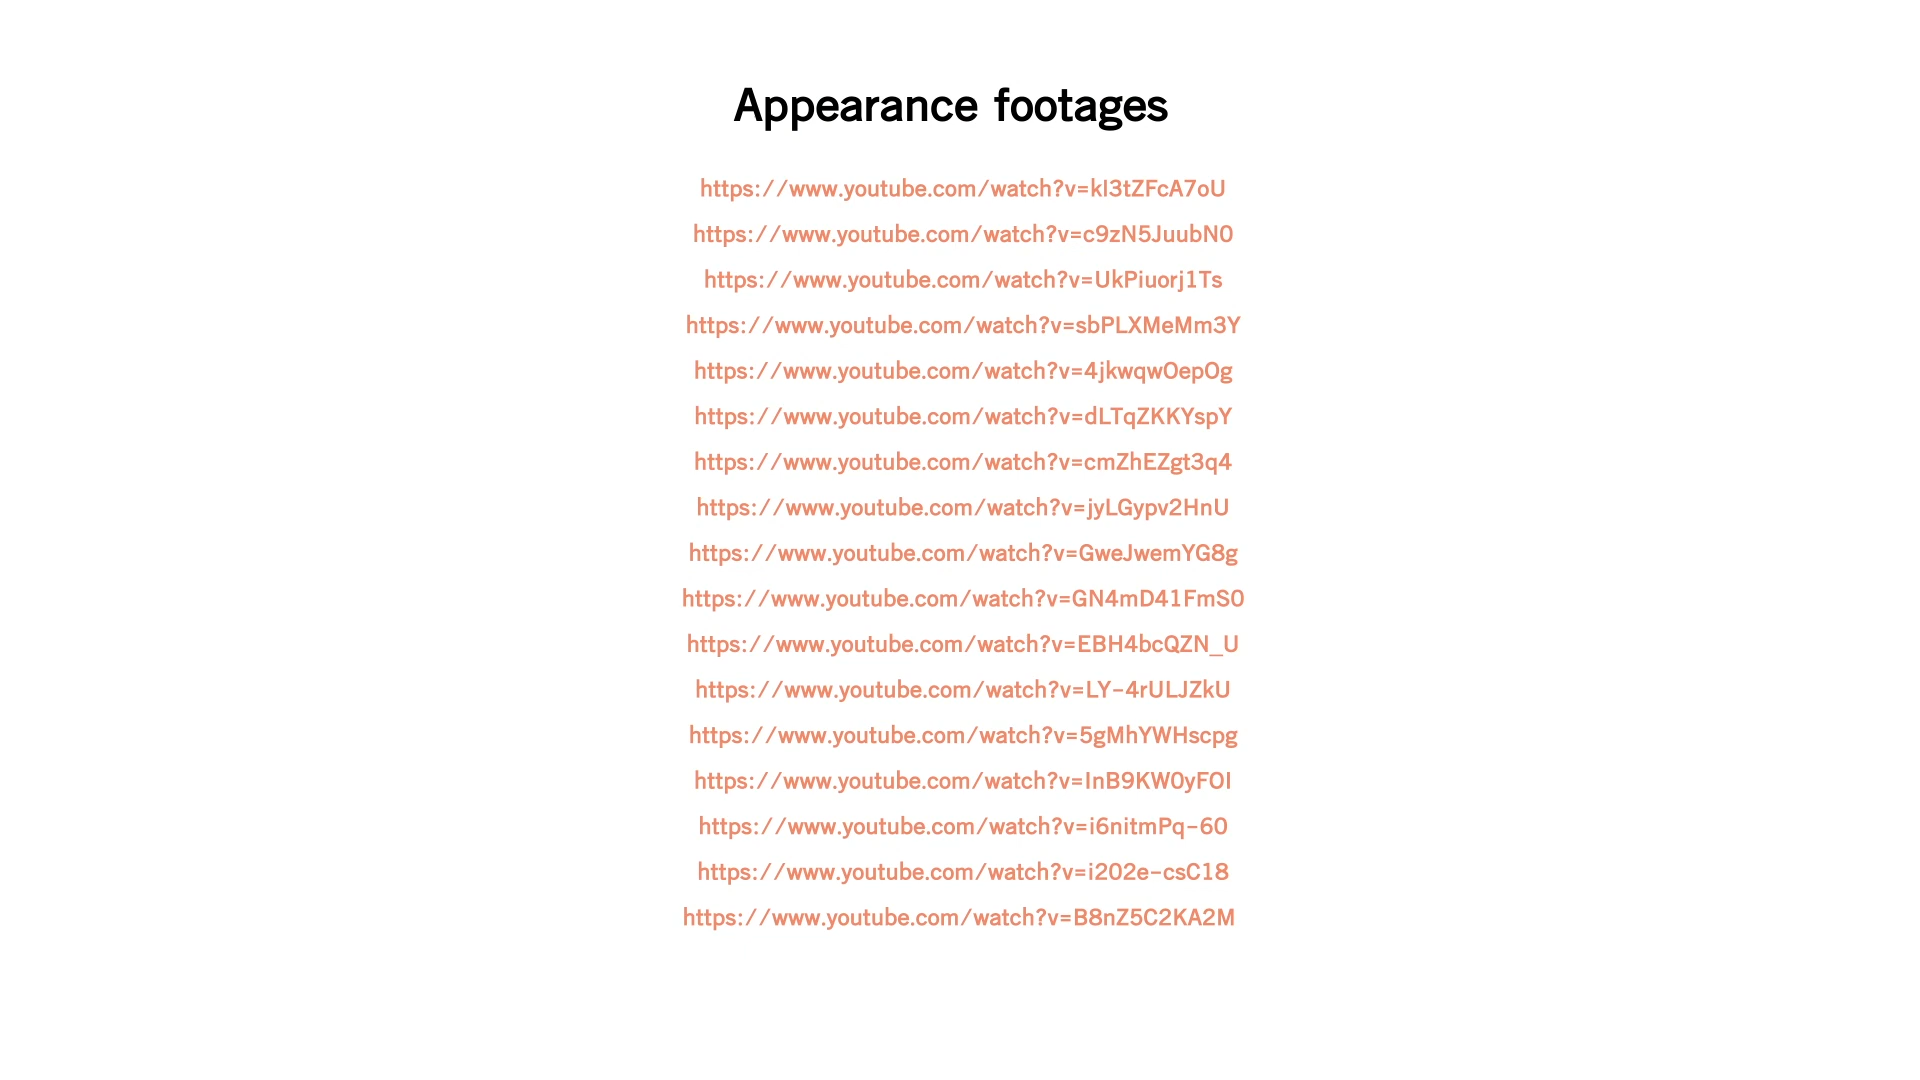 Appearance footages
https://www.youtube.com/watch?v=kI3tZFcA7oU
https://www.youtube.com/watch?v=c9zN5JuubN0
https://www.youtube.com/watch?v=UkPiuorj1Ts
https://www.youtube.com/watch?v=sbPLXMeMm3Y
https://www.youtube.com/watch?v=4jkwqwOepOg
https://www.youtube.com/watch?v=dLTqZKKYspY
https://www.youtube.com/watch?v=cmZhEZgt3q4
https://www.youtube.com/watch?v=jyLGypv2HnU
https://www.youtube.com/watch?v=GweJwemYG8g
https://www.youtube.com/watch?v=GN4mD41FmS0
https://www.youtube.com/watch?v=EBH4bcQZN_U
https://www.youtube.com/watch?v=LY-4rULJZkU
https://www.youtube.com/watch?v=5gMhYWHscpg
https://www.youtube.com/watch?v=InB9KW0yFOI
https://www.youtube.com/watch?v=i6nitmPq-60
https://www.youtube.com/watch?v=i202e-csC18
https://www.youtube.com/watch?v=B8nZ5C2KA2M